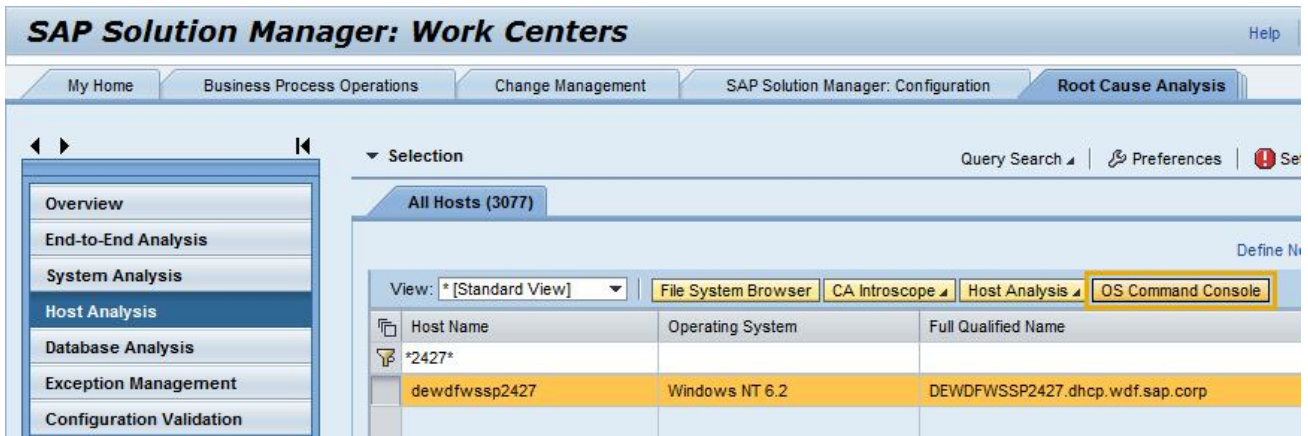 SAP Solution Manager: Work Centers
Help
My Home Business Process Operations Change Management SAP Solution Manager: Configuration Root Cause Analysis
Selection
Query Search Preferences
All Hosts (3077)
Overview
End-to-End Analysis
System Analysis
Host Analysis
Database Analysis
Exception Management
Configuration Validation
Define
View: * [Standard View] File System Browser CA Introscope Host Analysis OS Command Console
Host Name Operating System Full Qualified Name
*2427*
dewdfwssp2427 Windows NT 6.2 DEWDFWSSP2427.dhcp.wdf.sap.corp